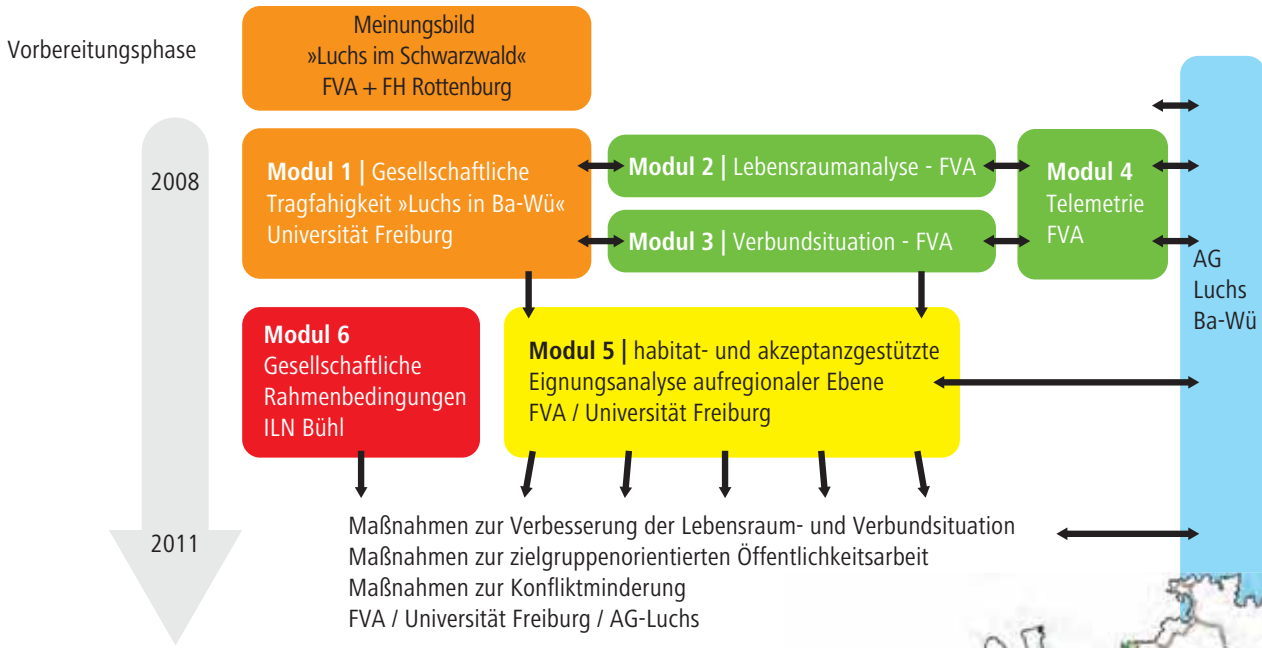 Vorbereitungsphase
Meinungsbild
»Luchs im Schwarzwald«
FVA + FH Rottenburg
2008
Modul 1 | Gesellschaftliche
Tragfahigkeit »Luchs in Ba-Wü«
Universität Freiburg
Modul 2 | Lebensraumanalyse - FVA
Modul 3 | Verbundsituation - FVA
Modul 4
Telemetrie
FVA
AG
Luchs
Ba-Wü
Modul 6
Gesellschaftliche
Rahmenbedingungen
ILN Bühl
Modul 5 | habitat- und akzeptanzgestützte
Eignungsanalyse aufregionaler Ebene
FVA / Universität Freiburg
2011
Maßnahmen zur Verbesserung der Lebensraum- und Verbundsituation
Maßnahmen zur zielgruppenorientierten Öffentlichkeitsarbeit
Maßnahmen zur Konfliktminderung
FVA / Universität Freiburg / AG-Luchs